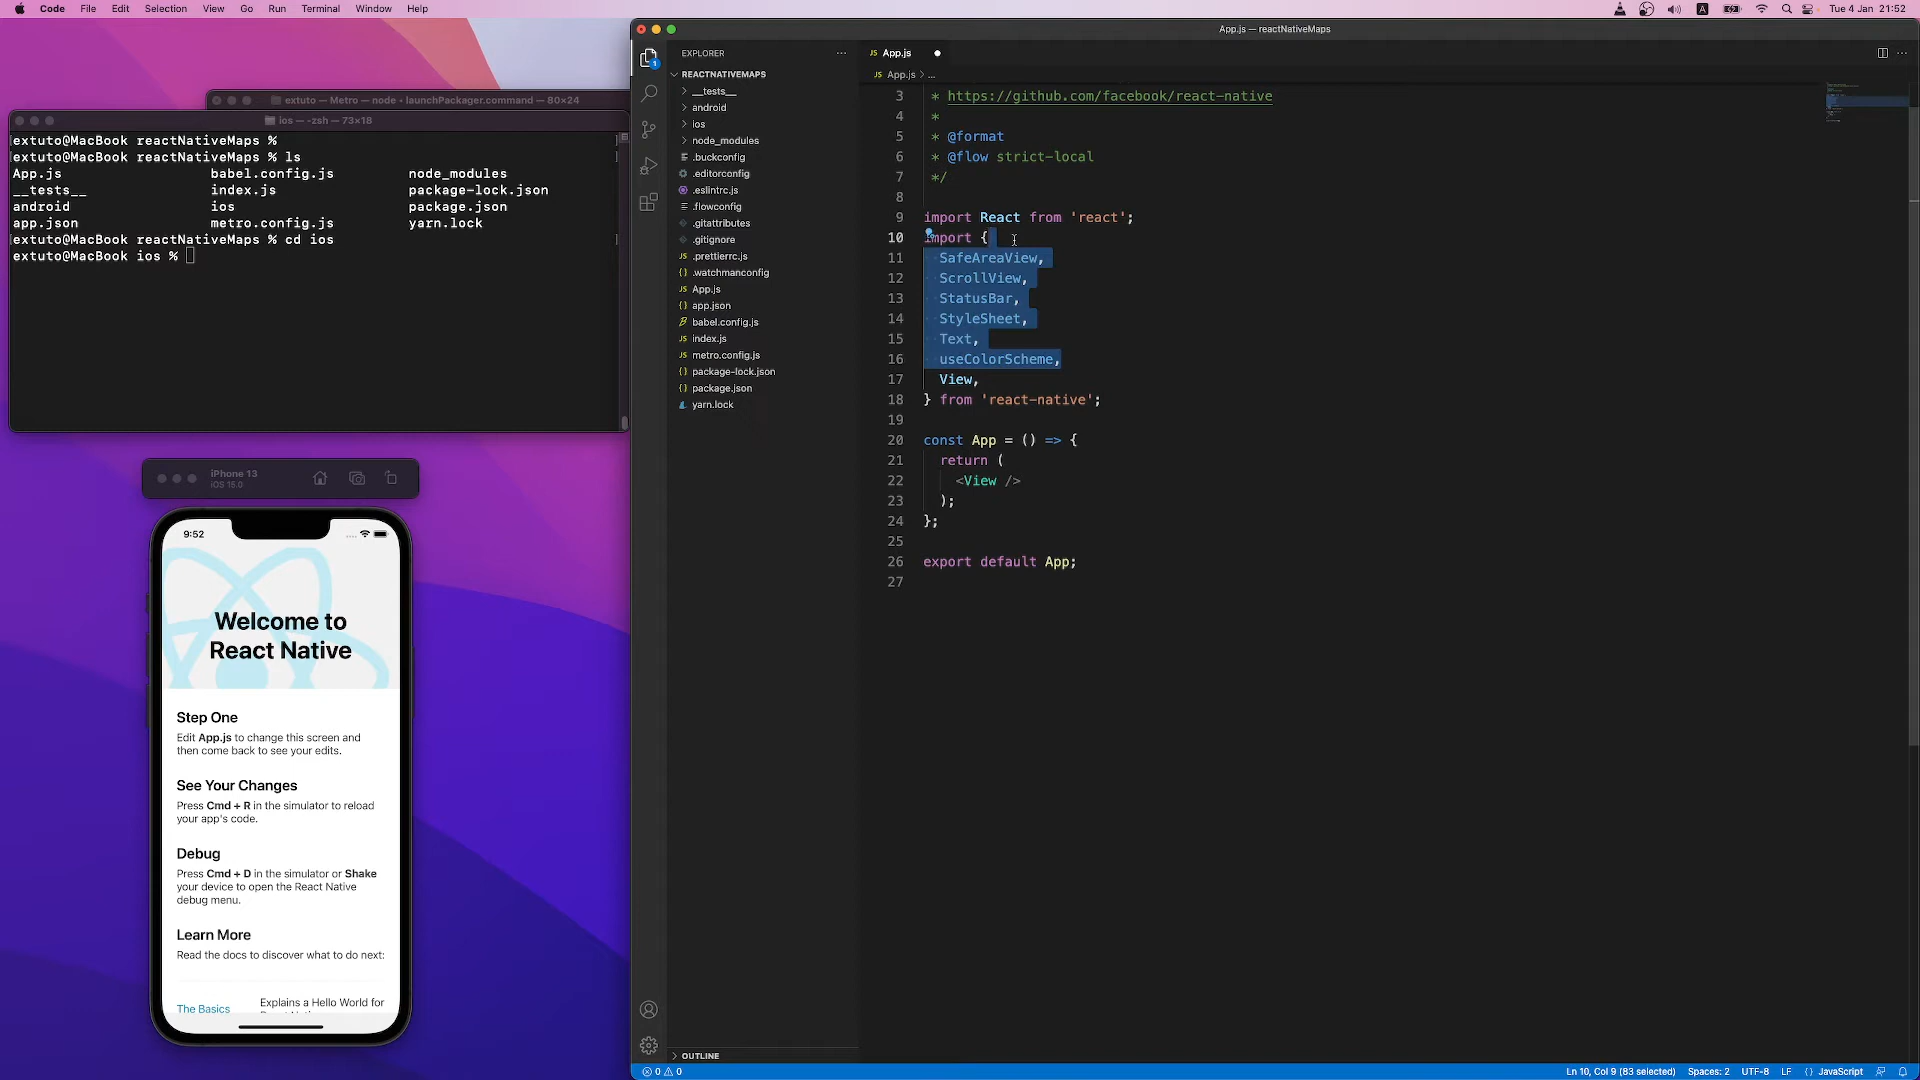 Code File Edit Selection View Go Run Terminal Window Help
A Tue 4 Jan 21:52
extuto — Metro — node ◂ launchPackager.command — 80×24
ios — -zsh — 73×18
extuto@MacBook reactNativeMaps %
extuto@MacBook reactNativeMaps % ls
App.js babel.config.js node_modules
__tests__ index.js package-lock.json
android ios package.json
app.json metro.config.js yarn.lock
extuto@MacBook reactNativeMaps % cd ios
extuto@MacBook ios %
iPhone 13
iOS 15.0
9:52
Welcome to
React Native
Step One
Edit App.js to change this screen and
then come back to see your edits.
See Your Changes
Press Cmd + R in the simulator to reload
your app's code.
Debug
Press Cmd + D in the simulator or Shake
your device to open the React Native
debug menu.
Learn More
Read the docs to discover what to do next:
The Basics
Explains a Hello World for
App.js — reactNativeMaps
1
EXPLORER
REACTNATIVEMAPS
__tests__
android
ios
node_modules
.buckconfig
.editorconfig
.eslintrc.js
.flowconfig
.gitattributes
.gitignore
.prettierrc.js
.watchmanconfig
JS App.js
{} app.json
babel.config.js
JS index.js
JS metro.config.js
{} package-lock.json
{} package.json
yarn.lock
OUTLINE
JS App.js
JS App.js > ...
3 * https://github.com/facebook/react-native
4 *
5 * @format
6 * @flow strict-local
7 */
8
9 import React from 'react';
10 import {
11 SafeAreaView,
12 ScrollView,
13 StatusBar,
14 StyleSheet,
15 Text,
16 useColorScheme,
17 View,
18 } from 'react-native';
19
20 const App = () => {
21 return (
22 <View />
23 );
24 };
25
26 export default App;
27
0 0
Ln 10, Col 9 (83 selected) Spaces: 2 UTF-8 LF {} JavaScript